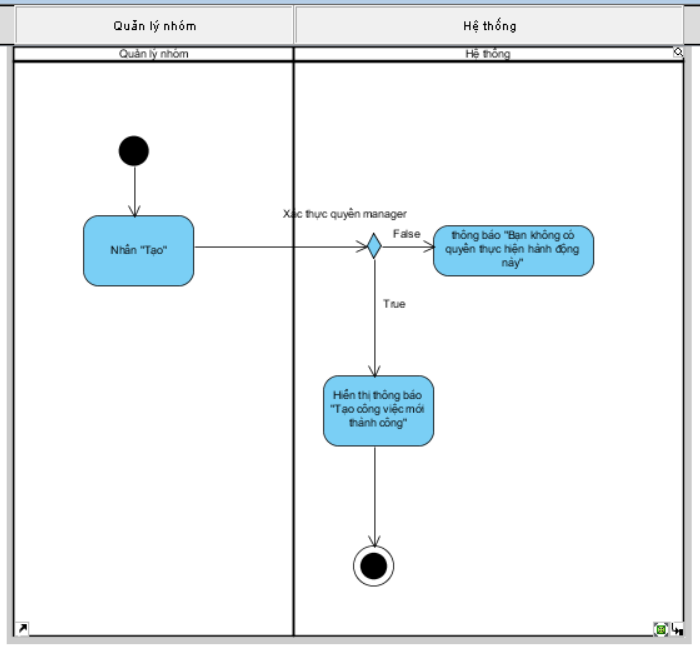 Quản lý nhóm
Hệ thống
Quản lý nhóm
Hệ thống
Xác thực quyền manager
False
Nhấn "Tạo"
thông báo "Bạn không có
quyền thực hiện hành động
này"
True
Hiển thị thông báo
"Tạo công việc mới
thành công"